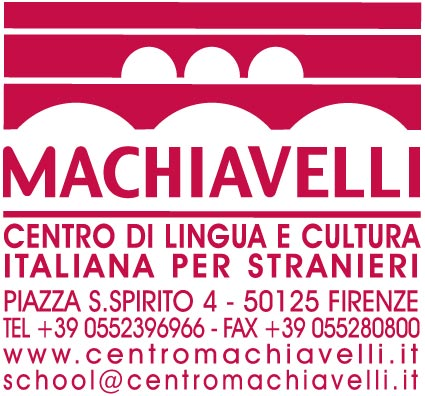 MACHIAVELLI
CENTRO DI LINGUA E CULTURA
ITALIANA PER STRANIERI
PIAZZA S.SPIRITO 4 - 50125 FIRENZE
TEL +39 0552396966 - FAX +39 055280800
www.centromachiavelli.it
school@centromachiavelli.it